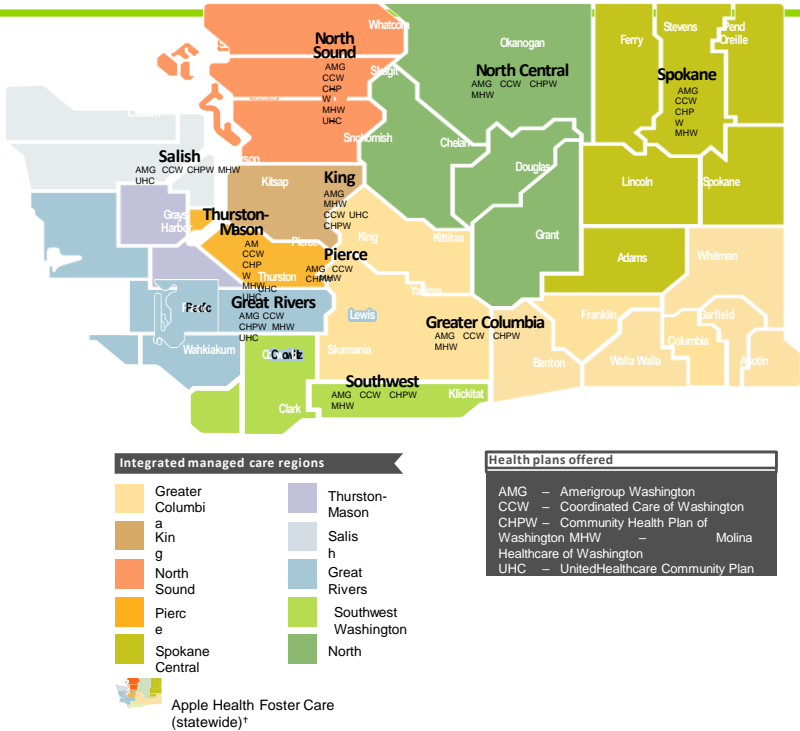 Whatcom
North
Sound
AMG
CCW
CHP
W
MHW
UHC
Skagit
Snohomish
Okanogan
North Central
AMG CCW CHPW
MHW
Ferry
Stevens
Pend
Oreille
Spokane
AMG
CCW
CHP
W
MHW
Chelan
Douglas
Lincoln
Spokane
Salish
AMG CCW CHPW MHW
UHC
Kitsap
King
AMG
MHW
CCW UHC
CHPW
Grays
Harbor
Thurston-
Mason
AM
CCW
CHP
W
MHW
UHC
Pierce
Thurston
Pierce
AMG CCW
CHPW
MHW
King
Kittitas
Grant
Adams
Whitman
Yakima
Pacific
Great Rivers
AMG CCW
CHPW MHW
UHC
Lewis
Greater Columbia
AMG CCW CHPW
MHW
Franklin
Garfield
Columbia
Wahkiakum
Cowlitz
Skamania
Benton
Walla Walla
Asotin
Southwest
AMG CCW CHPW
MHW
Klickitat
Clark
Integrated managed care regions
Greater
Columbi
a
Kin
g
North
Sound
Pierc
e
Spokane
Central
Thurston-
Mason
Salis
h
Great
Rivers
Southwest
Washington
North
Apple Health Foster Care
(statewide)†
Health plans offered
AMG – Amerigroup Washington
CCW – Coordinated Care of Washington
CHPW – Community Health Plan of
Washington MHW – Molina
Healthcare of Washington
UHC – UnitedHealthcare Community Plan